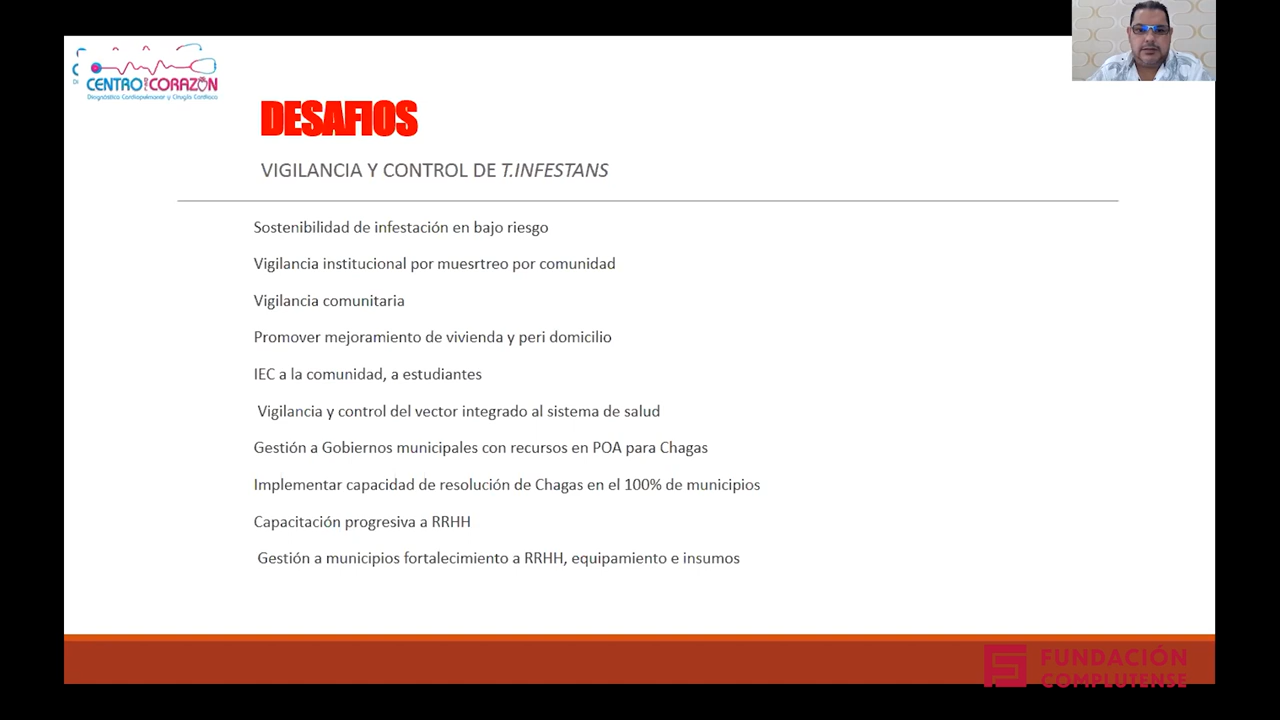 CENTRO DE CORAZÓN
Diagnóstico Cardiopulmonar y Cirugía Cardiaca
DESAFIOS
VIGILANCIA Y CONTROL DE T.INFESTANS
Sostenibilidad de infestación en bajo riesgo
Vigilancia institucional por muesrtreo por comunidad
Vigilancia comunitaria
Promover mejoramiento de vivienda y peri domicilio
IEC a la comunidad, a estudiantes
Vigilancia y control del vector integrado al sistema de salud
Gestión a Gobiernos municipales con recursos en POA para Chagas
Implementar capacidad de resolución de Chagas en el 100% de municipios
Capacitación progresiva a RRHH
Gestión a municipios fortalecimiento a RRHH, equipamiento e insumos
FUNDACIÓN
COMPLUTENSE